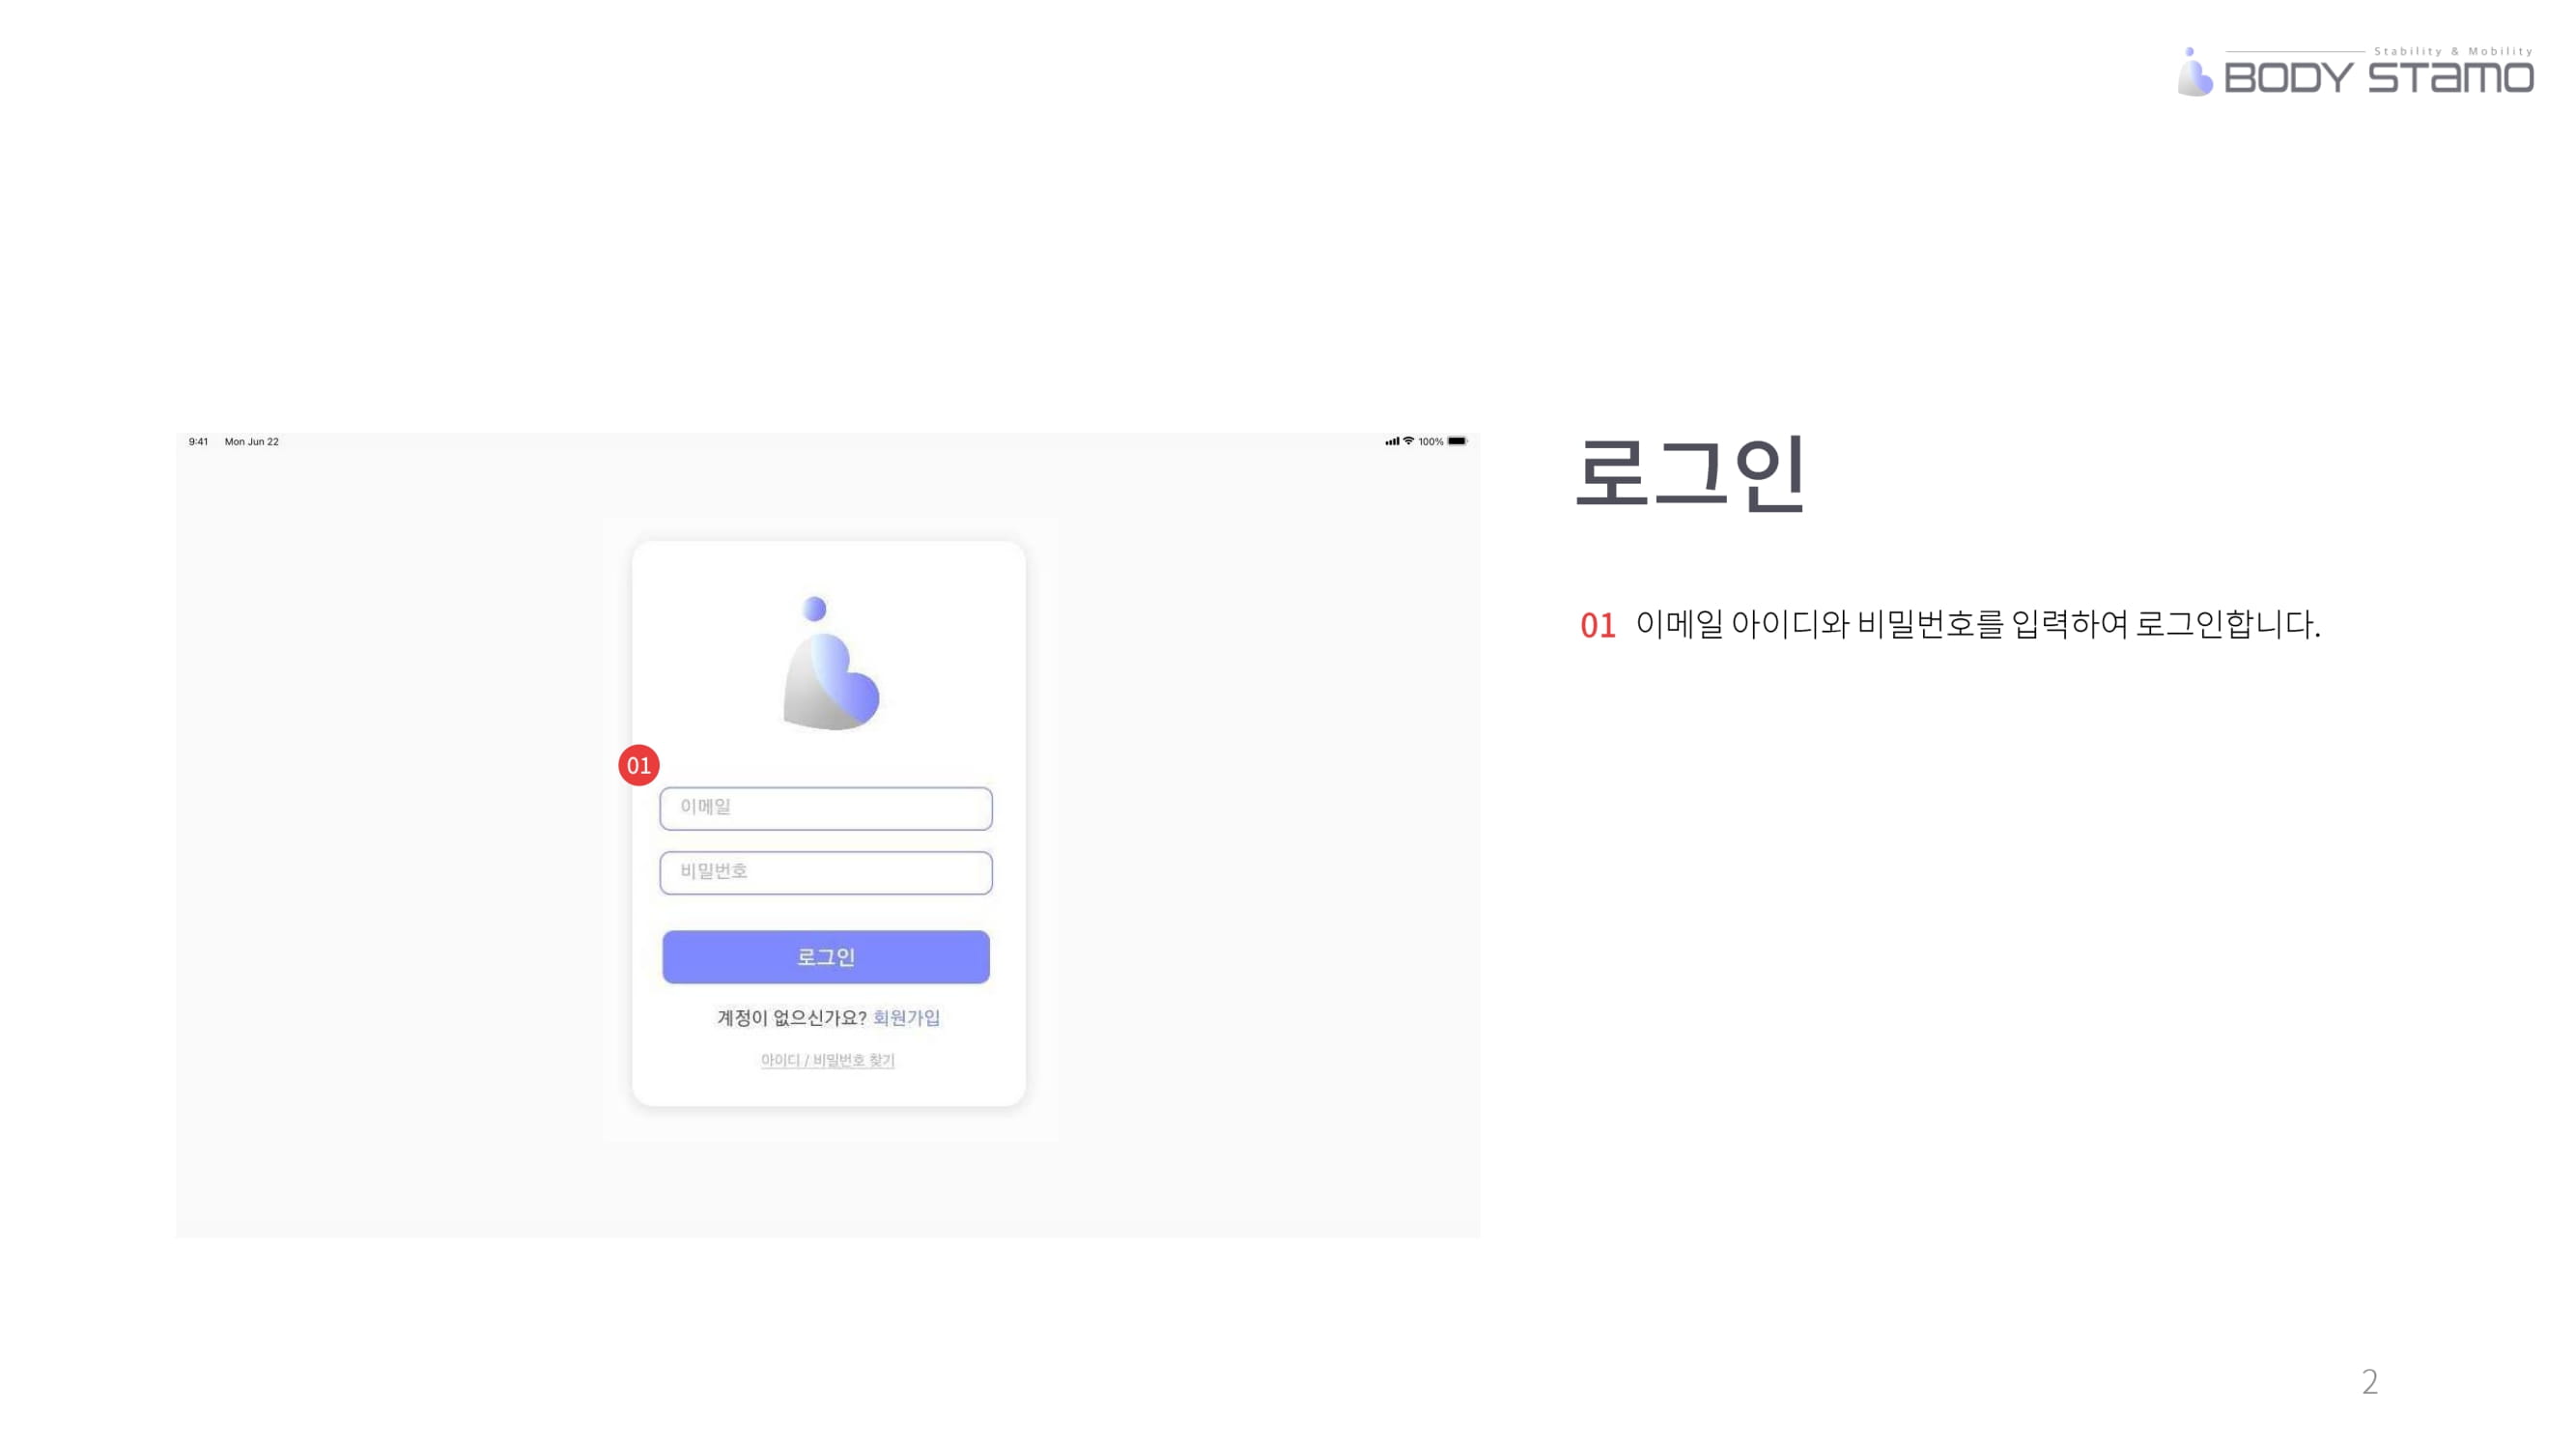 Stability & Mobility
BODY STamo
9:41 Mon Jun 22
100%
01
이메일
비밀번호
로그인
계정이 없으신가요? 회원가입
아이디 / 비밀번호 찾기
로그인
01 이메일 아이디와 비밀번호를 입력하여 로그인합니다.
2